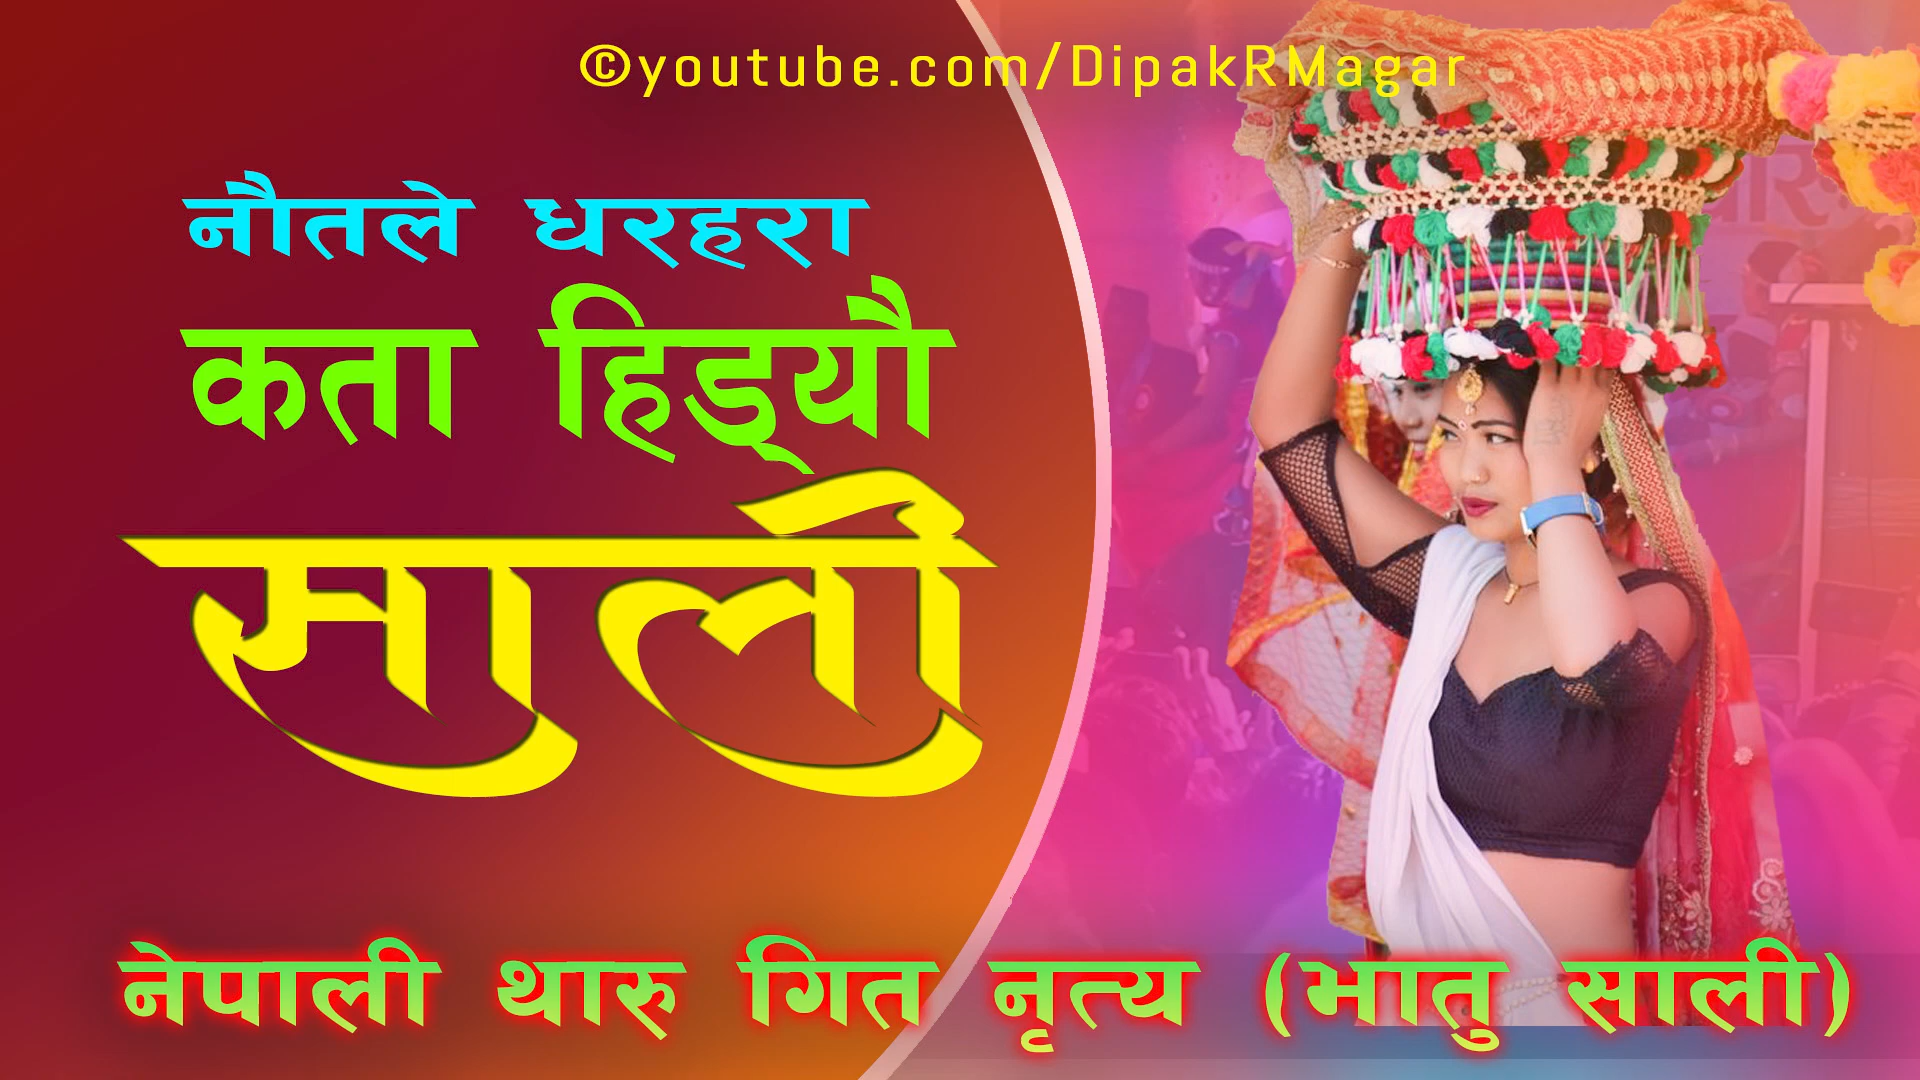 ©youtube.com/DipakRMagar
नौतले धरहरा
कता हिड्यौ
साली
नेपाली थारु गित नृत्य (भातु साली)